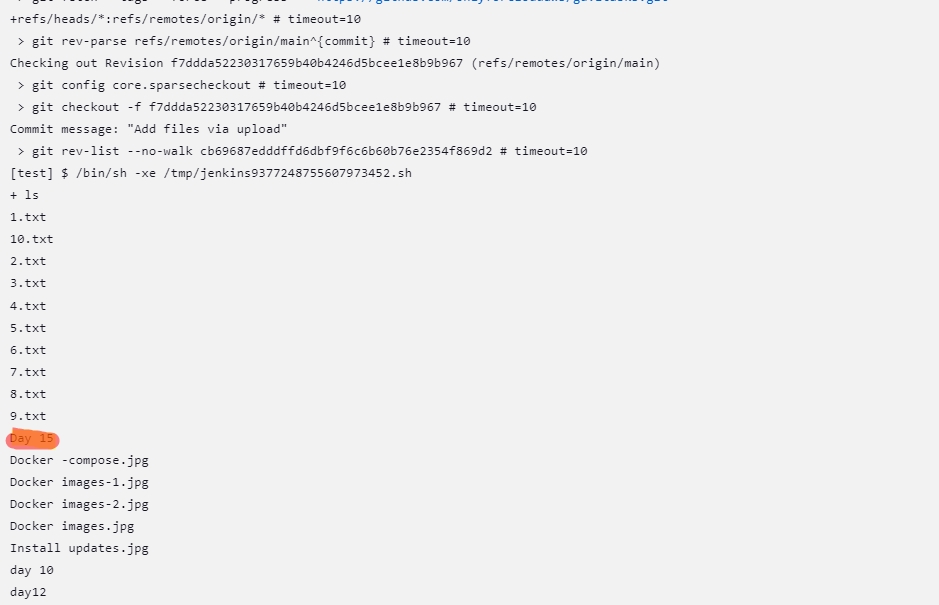 +refs/heads/*:refs/remotes/origin/* # timeout=10
> git rev-parse refs/remotes/origin/main^{commit} # timeout=10
Checking out Revision f7ddda52230317659b40b4246d5bcee1e8b9b967 (refs/remotes/origin/main)
> git config core.sparsecheckout # timeout=10
> git checkout -f f7ddda52230317659b40b4246d5bcee1e8b9b967 # timeout=10
Commit message: "Add files via upload"
> git rev-list --no-walk cb69687edddffd6dbf9f6c6b60b76e2354f869d2 # timeout=10
[test] $ /bin/sh -xe /tmp/jenkins9377248755607973452.sh
+ ls
1.txt
10.txt
2.txt
3.txt
4.txt
5.txt
6.txt
7.txt
8.txt
9.txt
Day 15
Docker -compose.jpg
Docker images-1.jpg
Docker images-2.jpg
Docker images.jpg
Install updates.jpg
day 10
day12